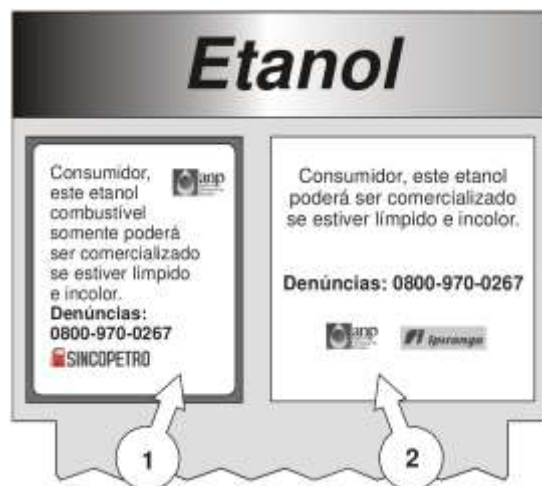 Etanol
Consumidor,
este etanol
combustível
somente poderá
ser comercializado
se estiver límpido
e incolor.
Denúncias:
0800-970-0267
SINCOPETRO
anp
1
Consumidor, este etanol
poderá ser comercializado
se estiver límpido e incolor.
Denúncias: 0800-970-0267
anp
Ipiranga
2